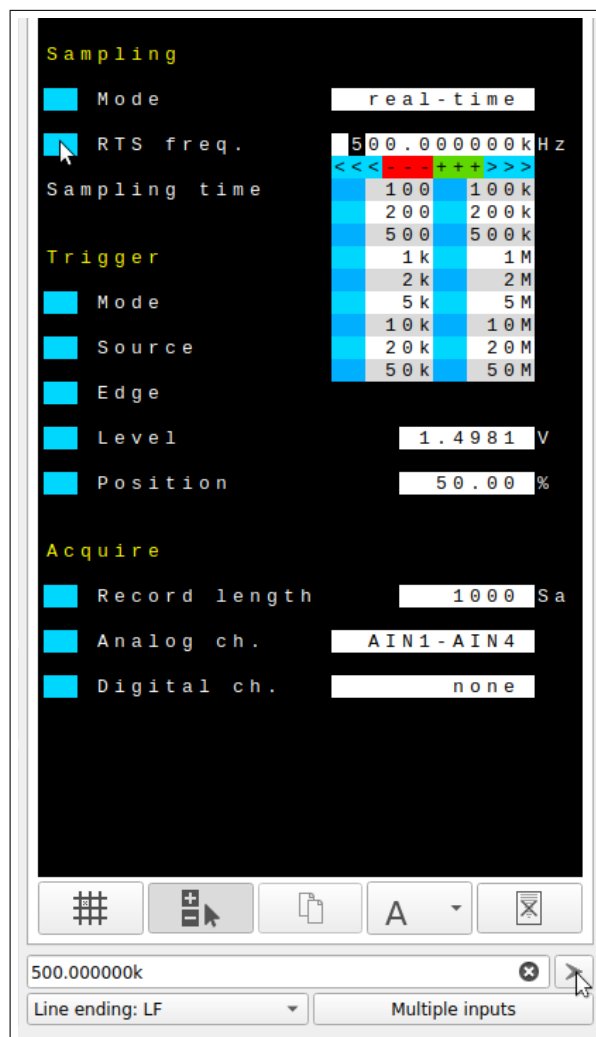 Sampling
Mode real-time
RTS freq. 500.000000kHz
<<<---+++>>>
Sampling time 100 100k
200 200k
500 500k
Trigger 1k 1M
2k 2M
Mode 5k 5M
10k 10M
Source 20k 20M
50k 50M
Edge
Level 1.4981 V
Position 50.00 %
Acquire
Record length 1000 Sa
Analog ch. AIN1-AIN4
Digital ch. none
A
500.000000k
Line ending: LF Multiple inputs